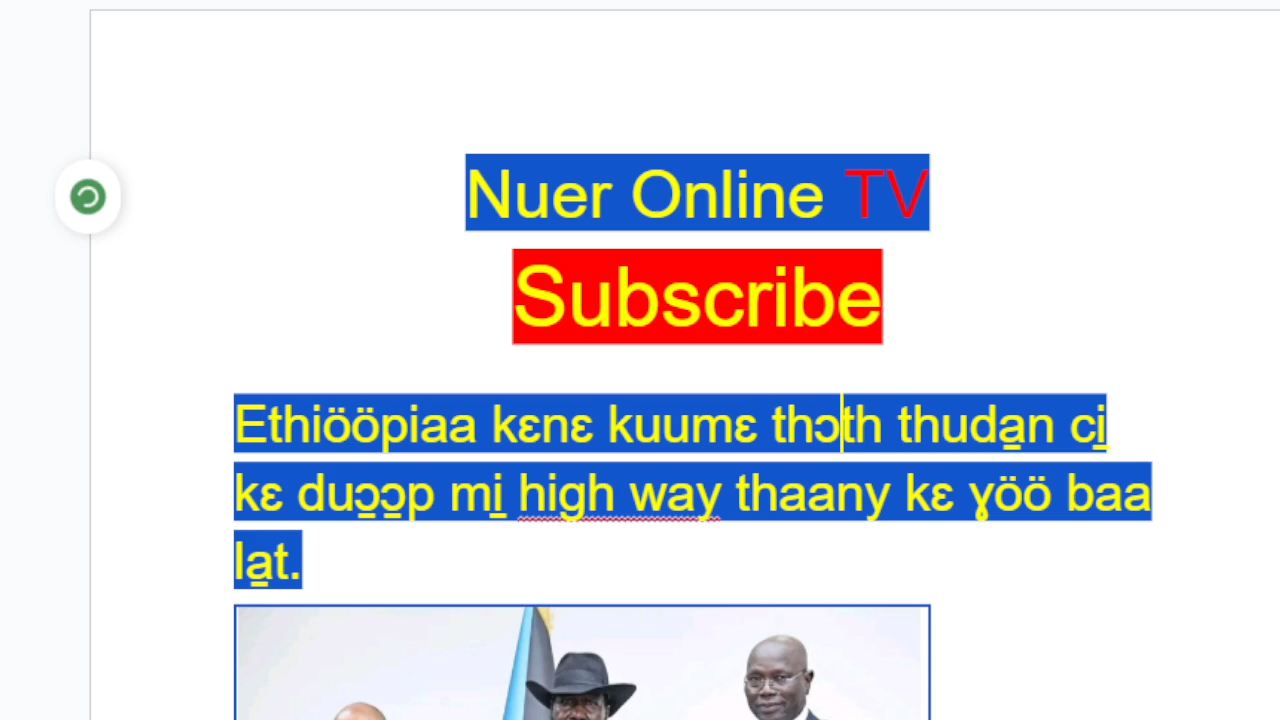 Nuer Online TV
Subscribe
Ethiööpiaa kɛnɛ kuumɛ thɔth thuda̱n ci̱
kɛ duɔ̱ɔ̱p mi̱ high way thaany kɛ ɣöö baa
la̱t.